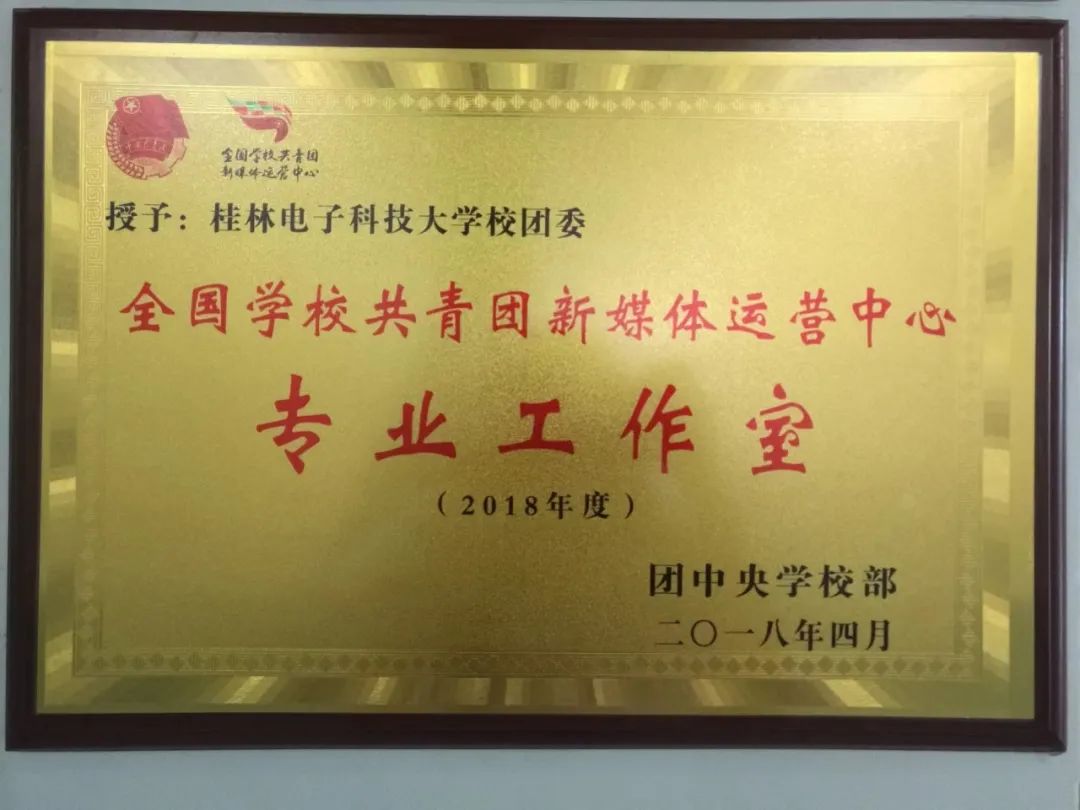 全国学校共青团
新媒体运营中心
授予：桂林电子科技大学校团委
全国学校共青团新媒体运营中心
专业工作室
（2018年度）
团中央学校部
二〇一八年四月